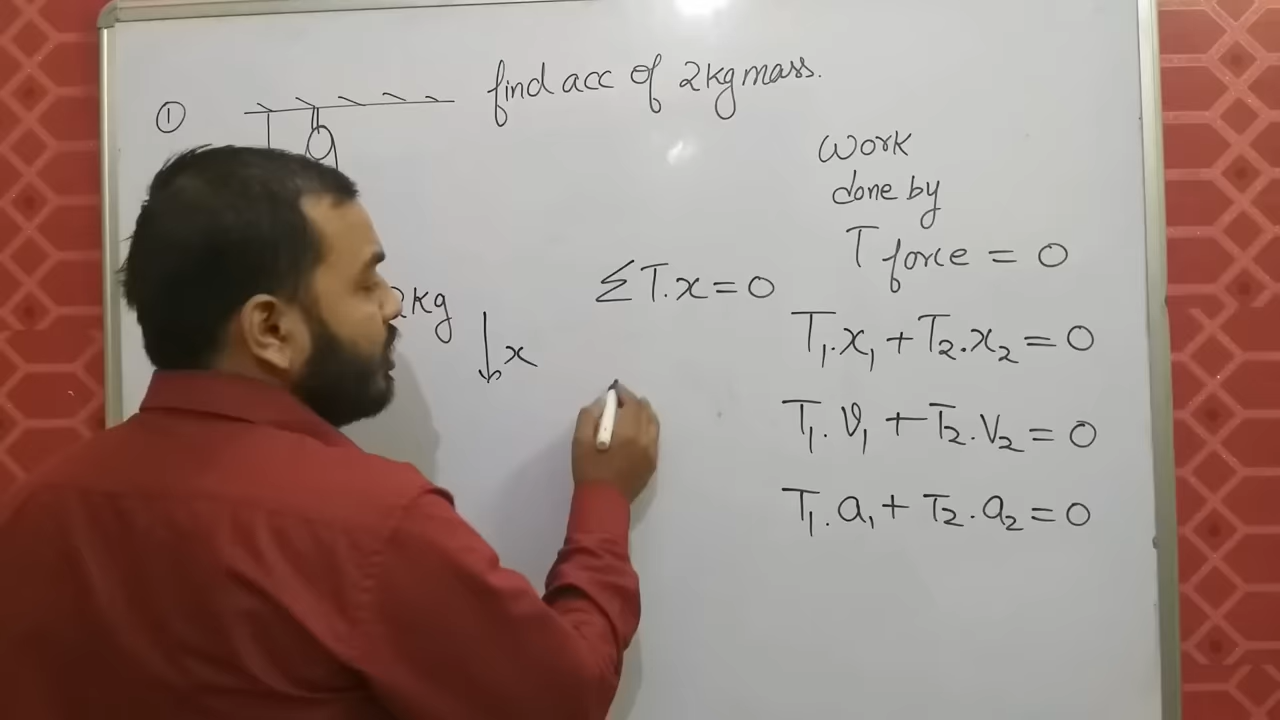 ①
find acc of 2kg mass.
2kg
x
ΣT.x=0
Work
done by
T force = 0
T₁.x₁+T₂.x₂=0
T₁.v₁+T₂.v₂=0
T₁.a₁+T₂.a₂=0